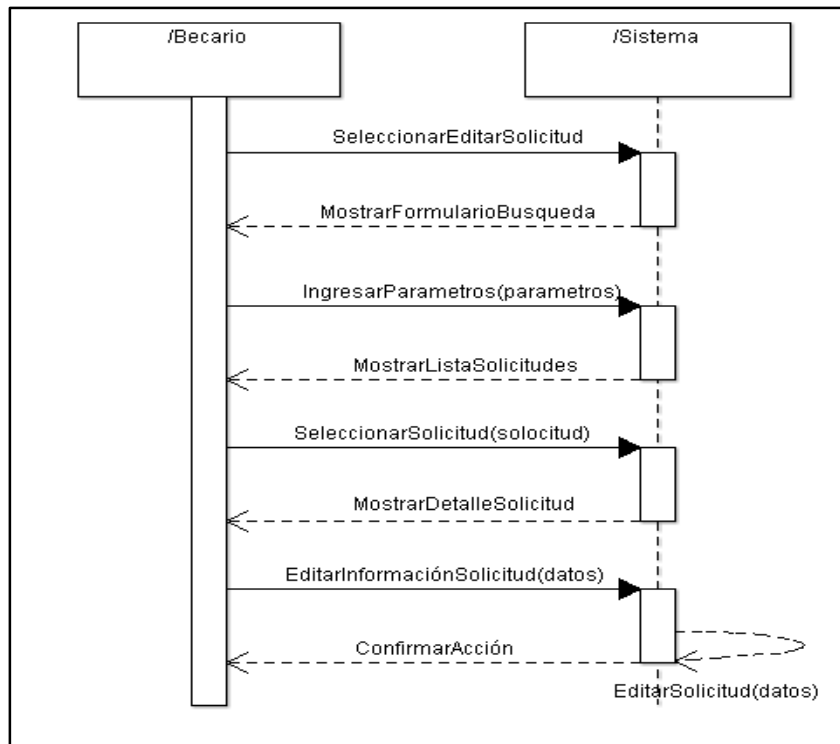 /Becario
/Sistema
SeleccionarEditarSolicitud
MostrarFormularioBusqueda
IngresarParametros(parametros)
MostrarListaSolicitudes
SeleccionarSolicitud(solocitud)
MostrarDetalleSolicitud
EditarInformaciónSolicitud(datos)
ConfirmarAcción
EditarSolicitud(datos)